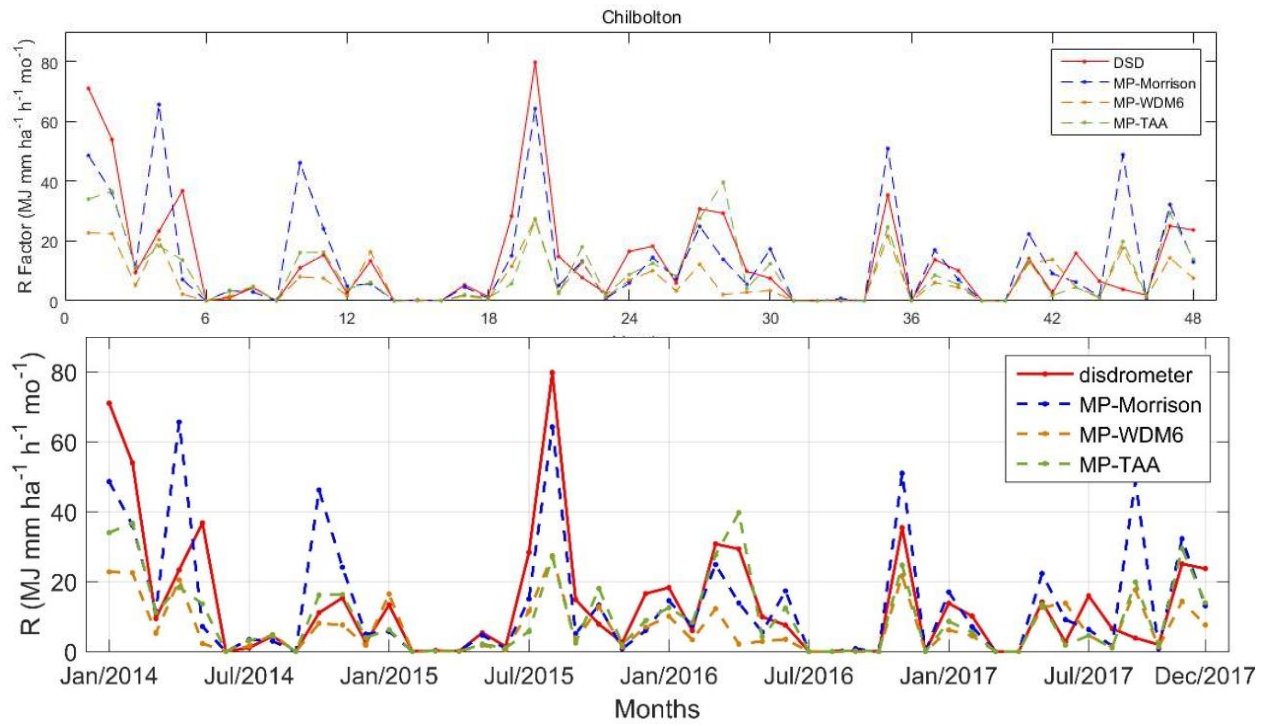 Chilbolton
R Factor (MJ mm ha⁻¹ h⁻¹ mo⁻¹)
80
60
40
20
0
DSD
MP-Morrison
MP-WDM6
MP-TAA
0 6 12 18 24 30 36 42 48
R (MJ mm ha⁻¹ h⁻¹ mo⁻¹)
80
60
40
20
0
disdrometer
MP-Morrison
MP-WDM6
MP-TAA
Jan/2014 Jul/2014 Jan/2015 Jul/2015 Jan/2016 Jul/2016 Jan/2017 Jul/2017 Dec/2017
Months